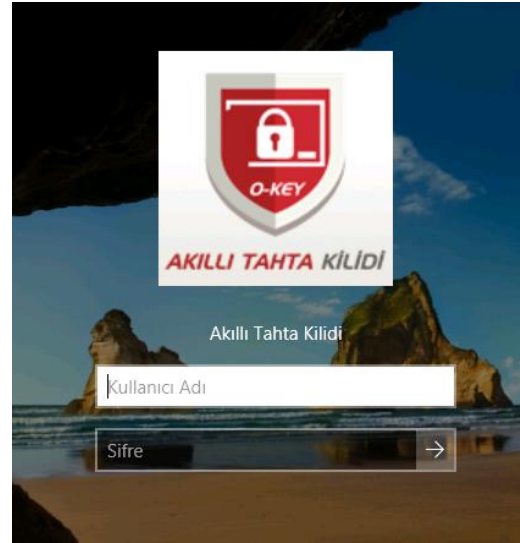 O-KEY
AKILLI TAHTA KİLİDİ
Akıllı Tahta Kilidi
Kullanıcı Adı
Sifre